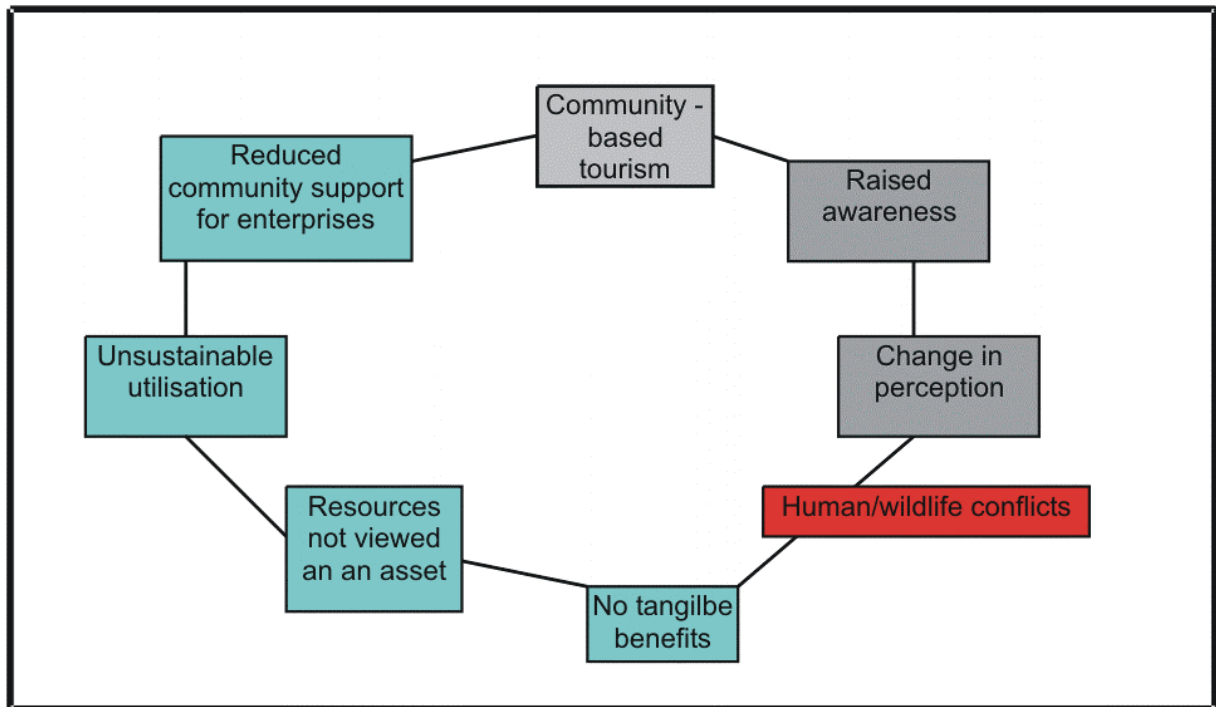 Community -
based
tourism
Reduced
community support
for enterprises
Raised
awareness
Unsustainable
utilisation
Change in
perception
Resources
not viewed
an an asset
Human/wildlife conflicts
No tangilbe
benefits